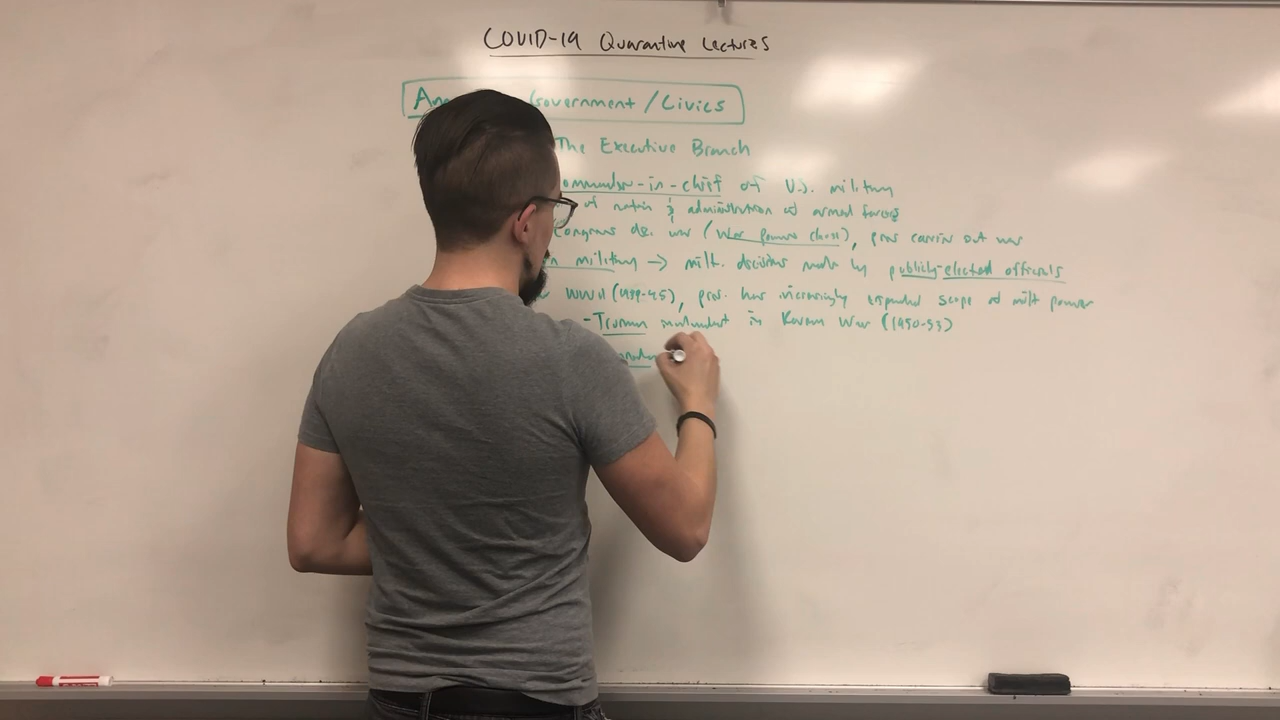 COVID-19 Quarantine Lectures
Government / Civics
The Executive Branch
ommander-in-chief of U.S. military
of nation & administration of armed forces
Congress dec. war (War Powers Clause), pres carries out war
military → milt. decisions made by publicly-elected officials
WWII (1939-45), pres. has increasingly expanded scope of milt power
-Truman involvement in Korean War (1950-53)